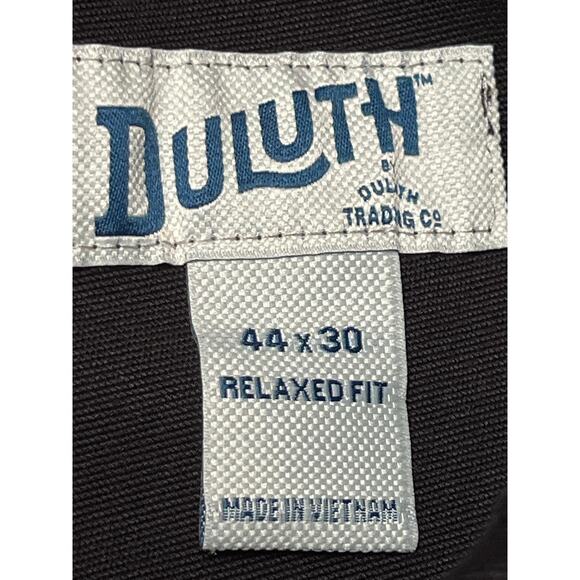 DULUTH™
BY
DULUTH
TRADING CO
44 x 30
RELAXED FIT
MADE IN VIETNAM